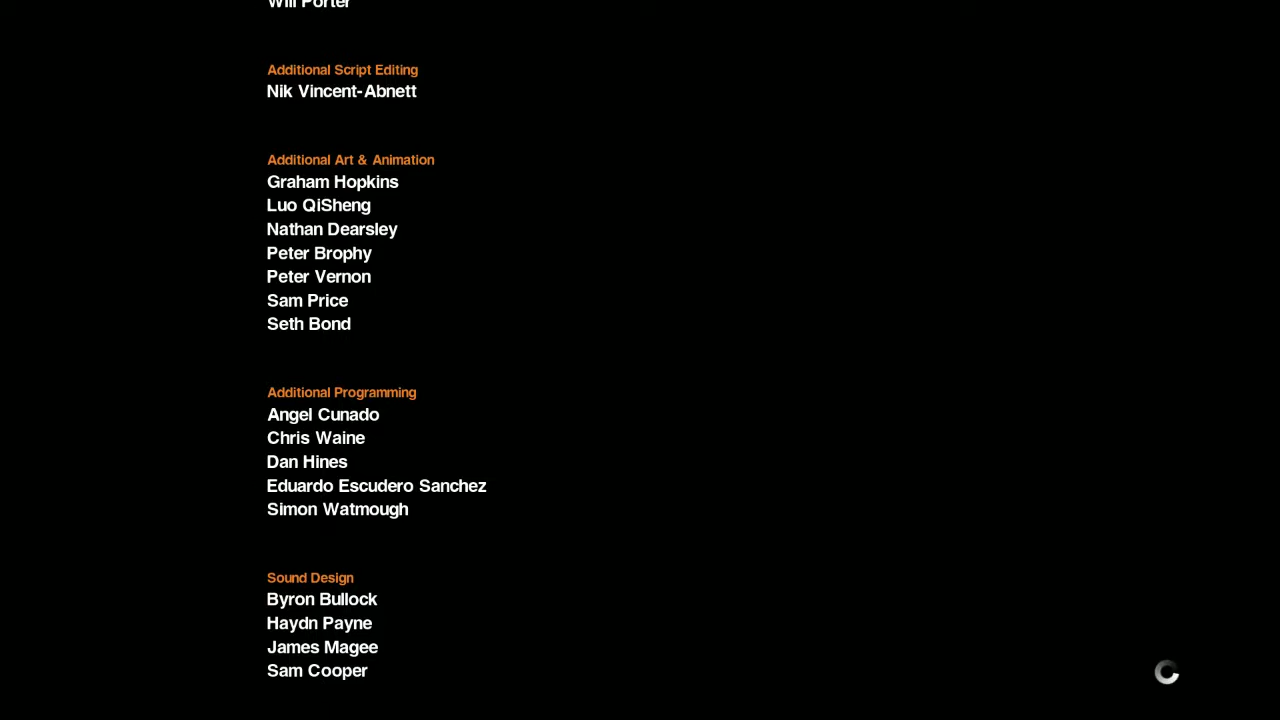 Will Porter
Additional Script Editing
Nik Vincent-Abnett
Additional Art & Animation
Graham Hopkins
Luo QiSheng
Nathan Dearsley
Peter Brophy
Peter Vernon
Sam Price
Seth Bond
Additional Programming
Angel Cunado
Chris Waine
Dan Hines
Eduardo Escudero Sanchez
Simon Watmough
Sound Design
Byron Bullock
Haydn Payne
James Magee
Sam Cooper